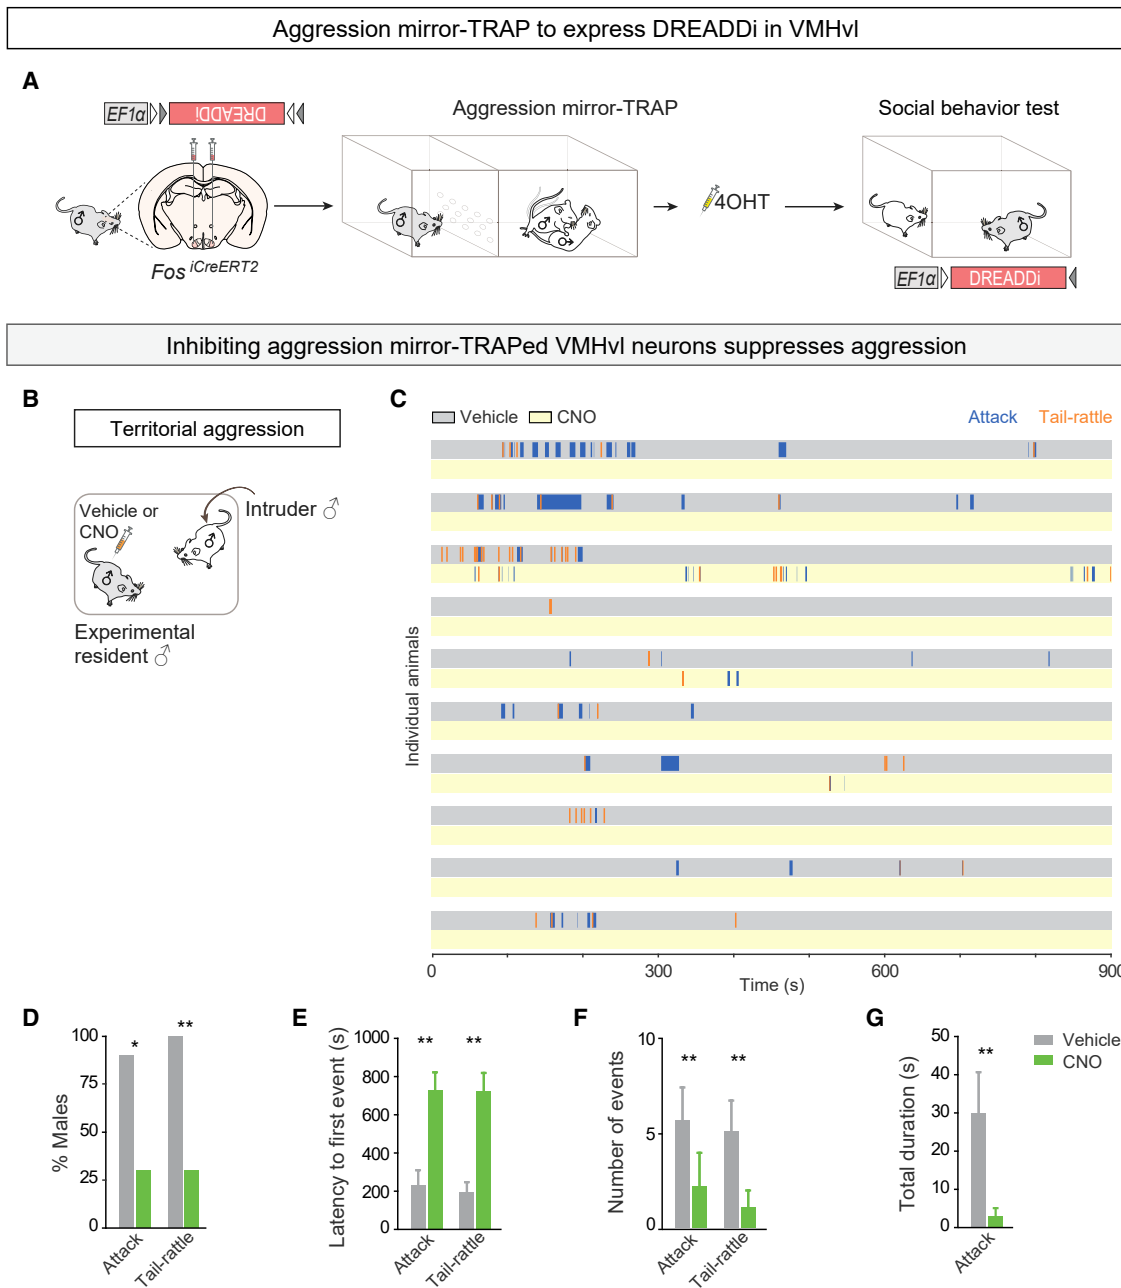 Aggression mirror-TRAP to express DREADDi in VMHvl
A
EF1α DREADDi
Aggression mirror-TRAP
Social behavior test
♂
♂
♂
4OHT
♂
♂
Fos iCreERT2
EF1α DREADDi
Inhibiting aggression mirror-TRAPed VMHvl neurons suppresses aggression
B
Territorial aggression
Vehicle or
CNO
Intruder ♂
♂
♂
Experimental
resident ♂
C
Vehicle CNO Attack Tail-rattle
Individual animals
0 300 600 900
Time (s)
D
% Males
100
75
50
25
0
* **
Attack Tail-rattle
E
Latency to first event (s)
1000
800
600
400
200
0
** **
Attack Tail-rattle
F
Number of events
10
5
0
** **
Attack Tail-rattle
G
Total duration (s)
50
40
30
20
10
0
**
Attack
Vehicle
CNO